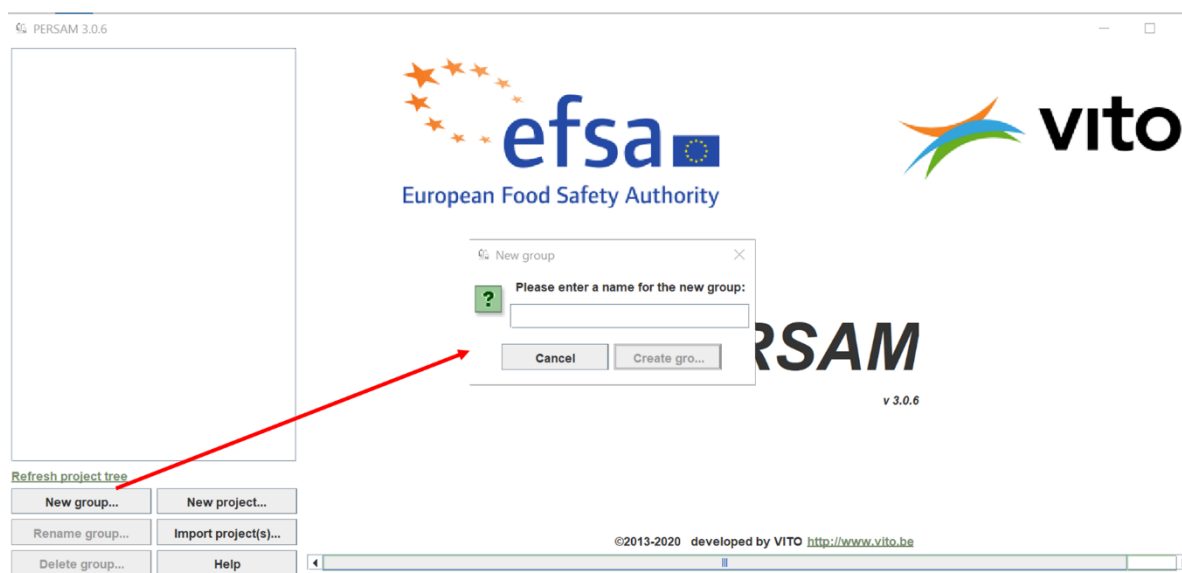 PERSAM 3.0.6
efsa
European Food Safety Authority
vito
New group
Please enter a name for the new group:
?
Cancel
Create gro...
RSAM
v 3.0.6
Refresh project tree
New group...
New project...
Rename group...
Import project(s)...
Delete group...
Help
©2013-2020 developed by VITO http://www.vito.be